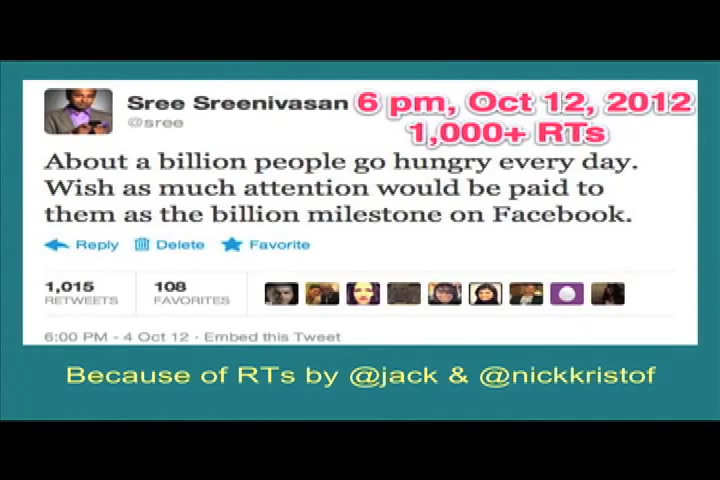 Sree Sreenivasan 6 pm, Oct 12, 2012
@sree 1,000+ RTs
About a billion people go hungry every day.
Wish as much attention would be paid to
them as the billion milestone on Facebook.
Reply Delete Favorite
1,015 108
RETWEETS FAVORITES
6:00 PM - 4 Oct 12 · Embed this Tweet
Because of RTs by @jack & @nickkristof